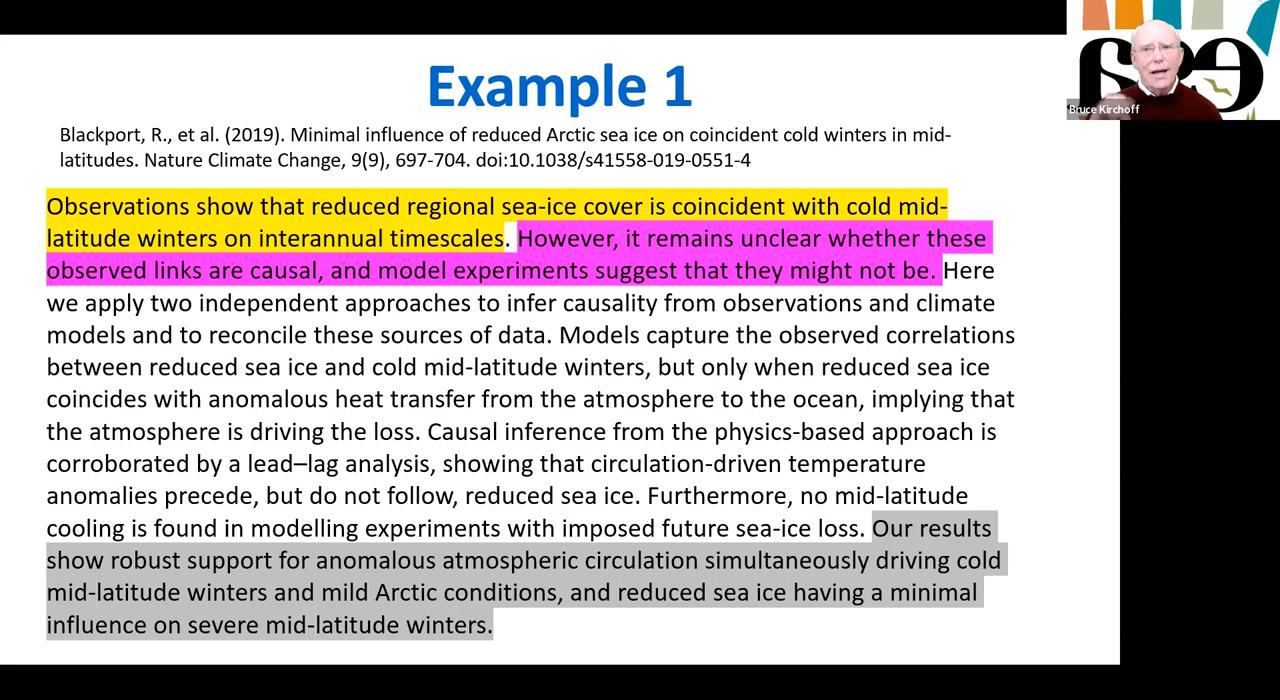 Example 1
Blackport, R., et al. (2019). Minimal influence of reduced Arctic sea ice on coincident cold winters in mid-
latitudes. Nature Climate Change, 9(9), 697-704. doi:10.1038/s41558-019-0551-4
Observations show that reduced regional sea-ice cover is coincident with cold mid-
latitude winters on interannual timescales. However, it remains unclear whether these
observed links are causal, and model experiments suggest that they might not be. Here
we apply two independent approaches to infer causality from observations and climate
models and to reconcile these sources of data. Models capture the observed correlations
between reduced sea ice and cold mid-latitude winters, but only when reduced sea ice
coincides with anomalous heat transfer from the atmosphere to the ocean, implying that
the atmosphere is driving the loss. Causal inference from the physics-based approach is
corroborated by a lead–lag analysis, showing that circulation-driven temperature
anomalies precede, but do not follow, reduced sea ice. Furthermore, no mid-latitude
cooling is found in modelling experiments with imposed future sea-ice loss. Our results
show robust support for anomalous atmospheric circulation simultaneously driving cold
mid-latitude winters and mild Arctic conditions, and reduced sea ice having a minimal
influence on severe mid-latitude winters.
Bruce Kirchoff